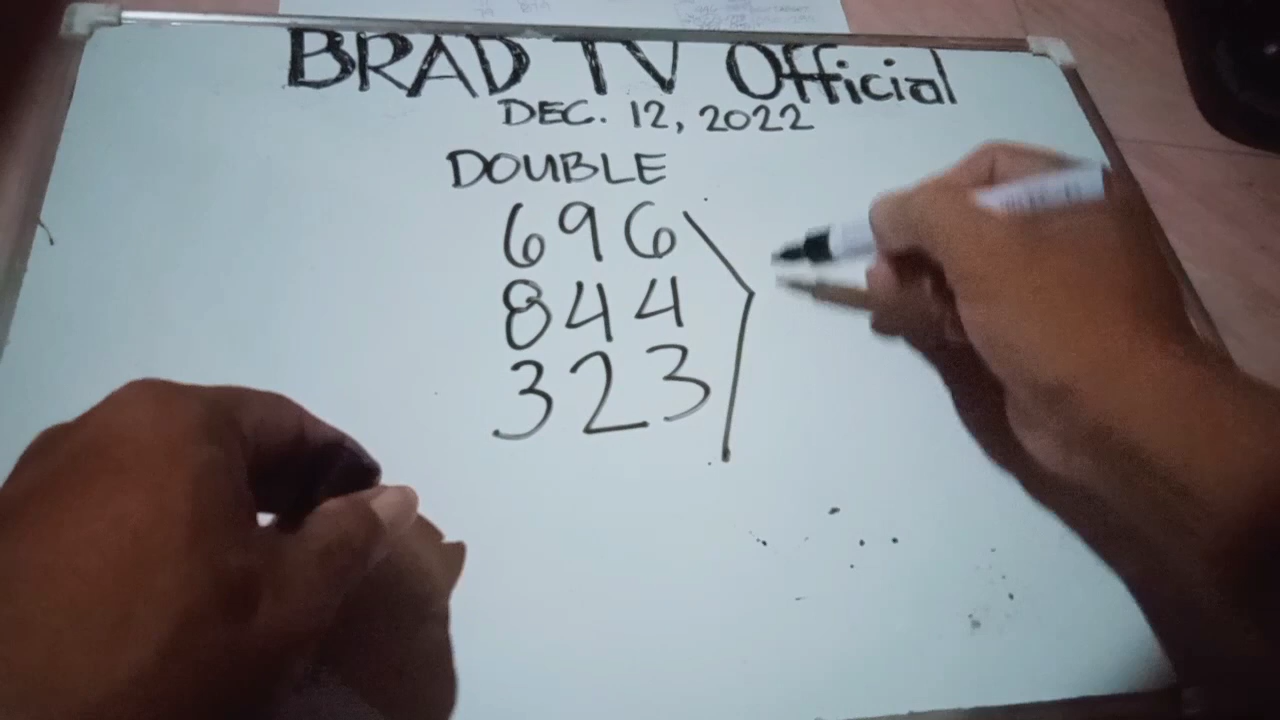 BRAD TV Official
DEC. 12, 2022
DOUBLE
696
844
323